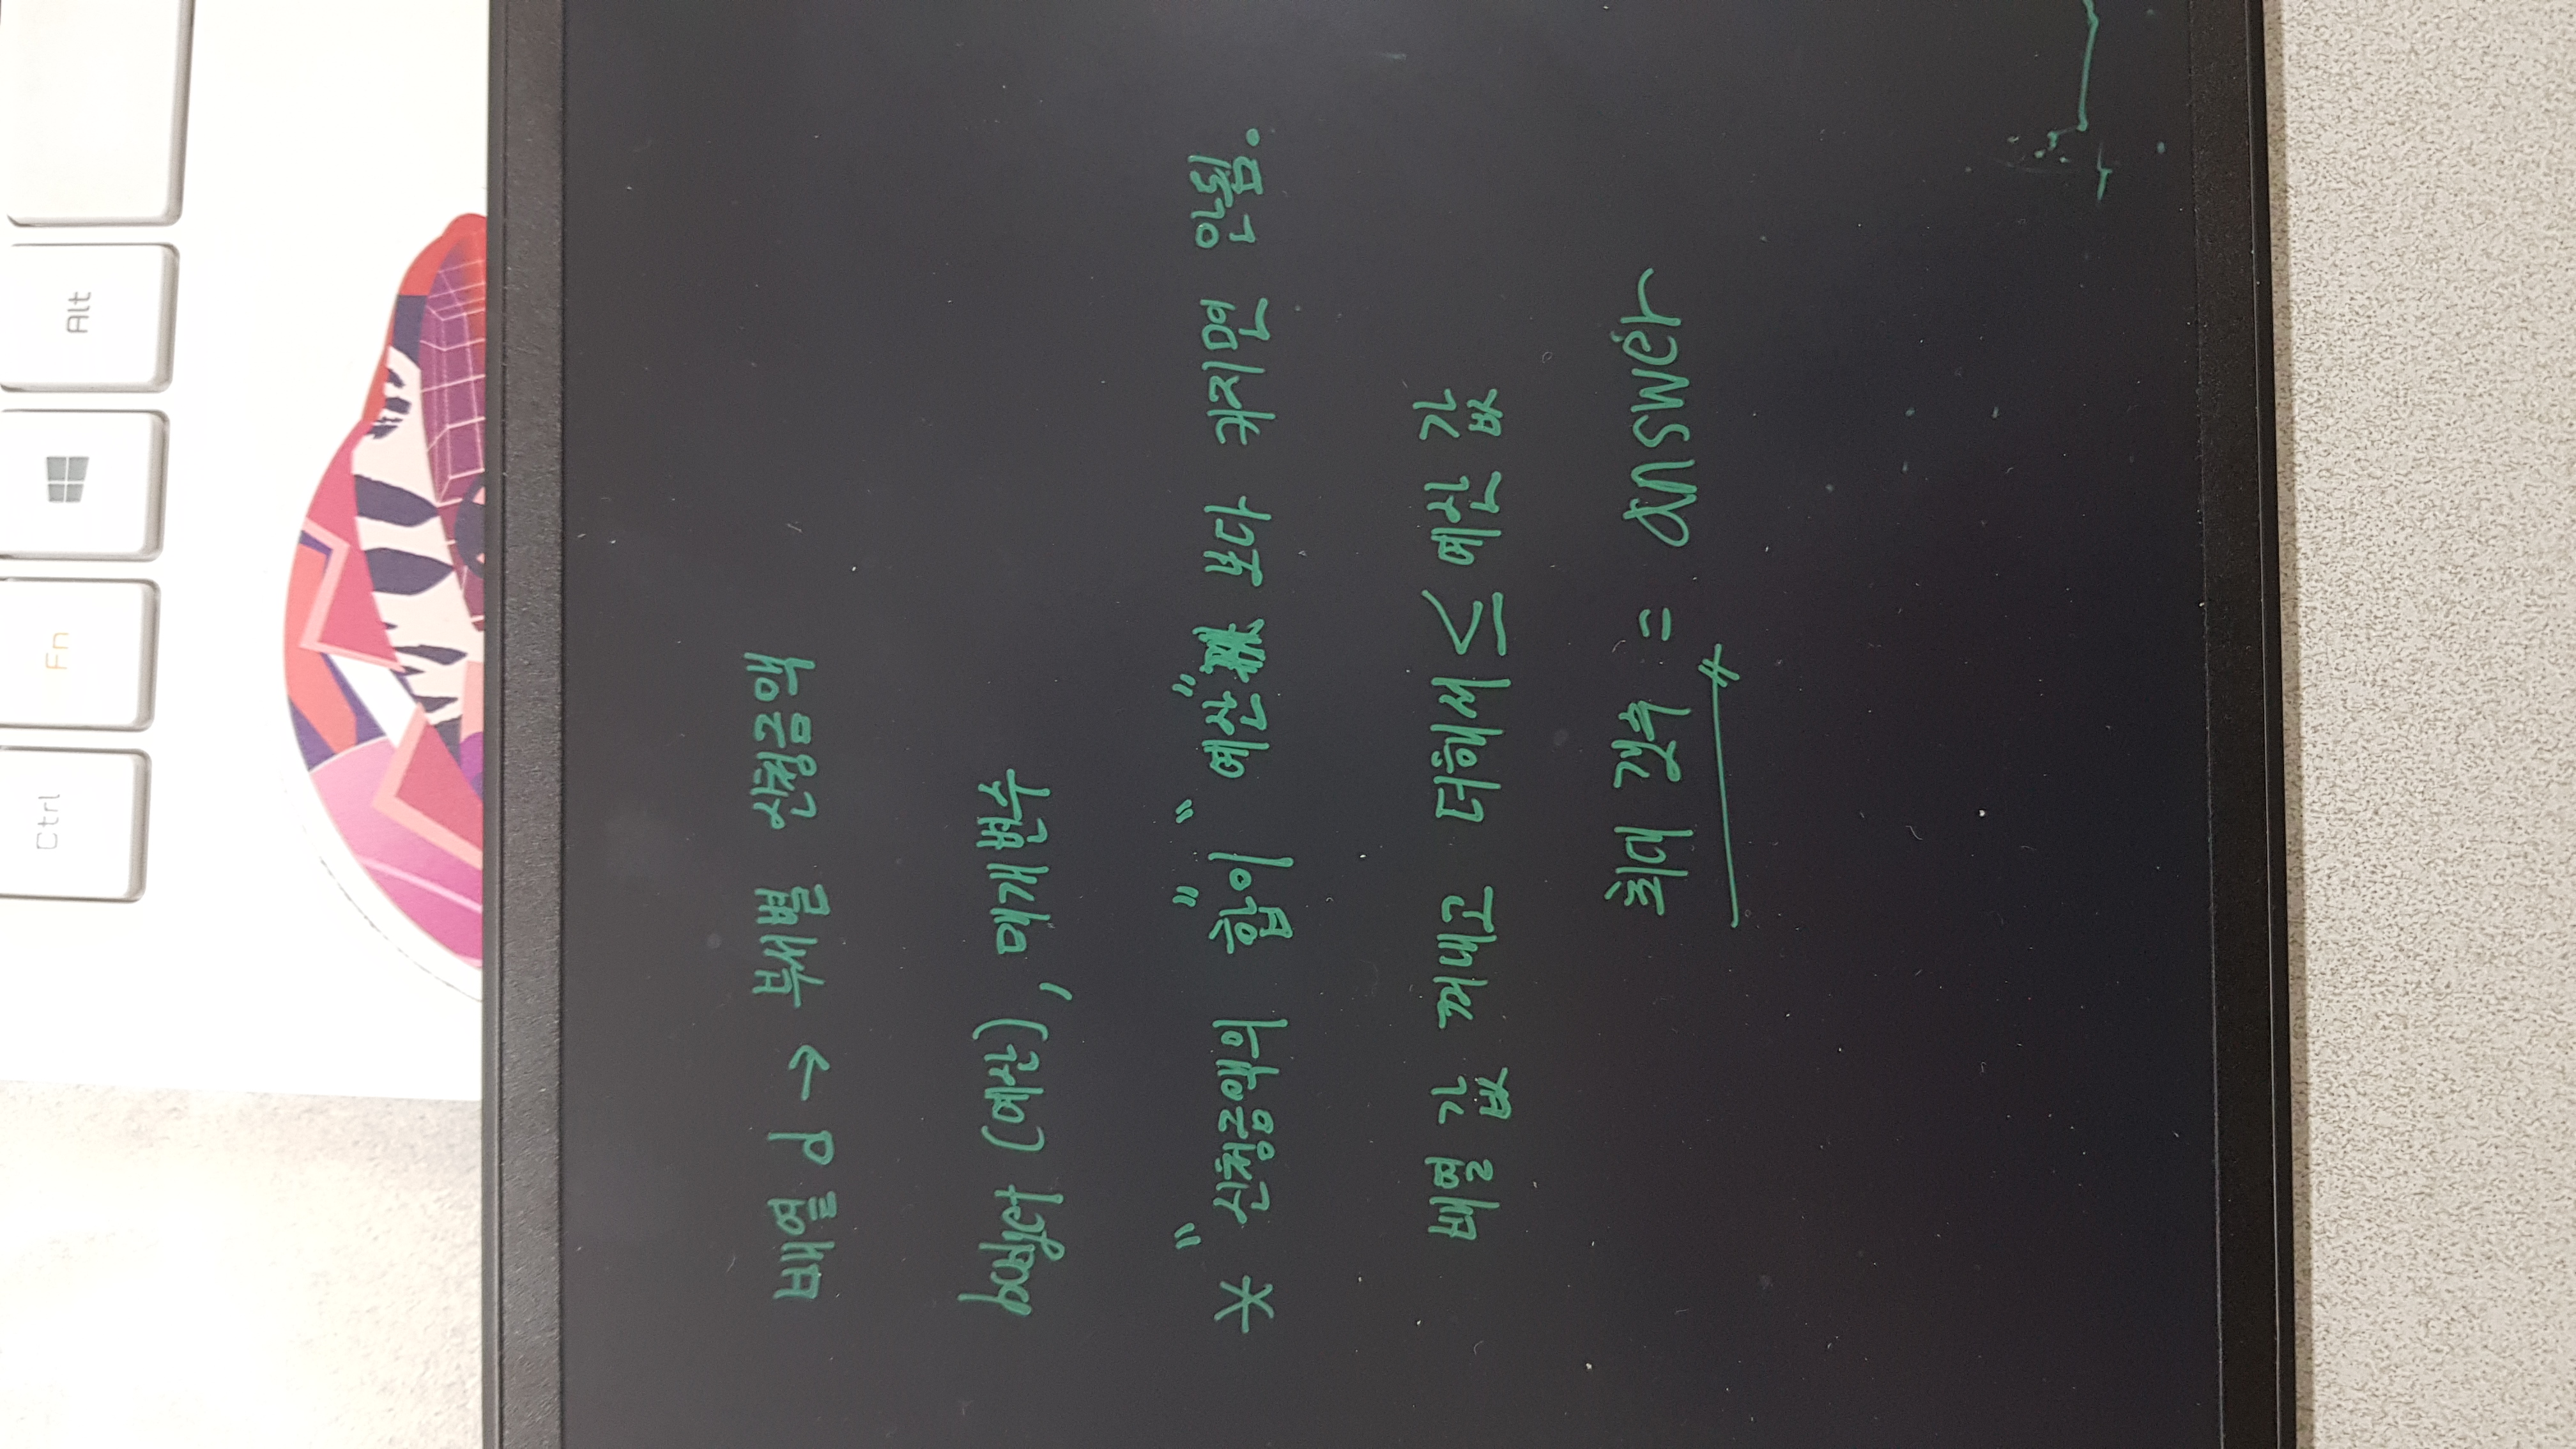 Ctrl Fn Alt
배열 d → 부서별 신청금액
budget (예산), 매개변수
* "신청금액의 합"이 "예산" 보다 커지면 안됨.
배열 값 꺼내고 더해서 ≤ 예산 값
최대 갯수 = answer